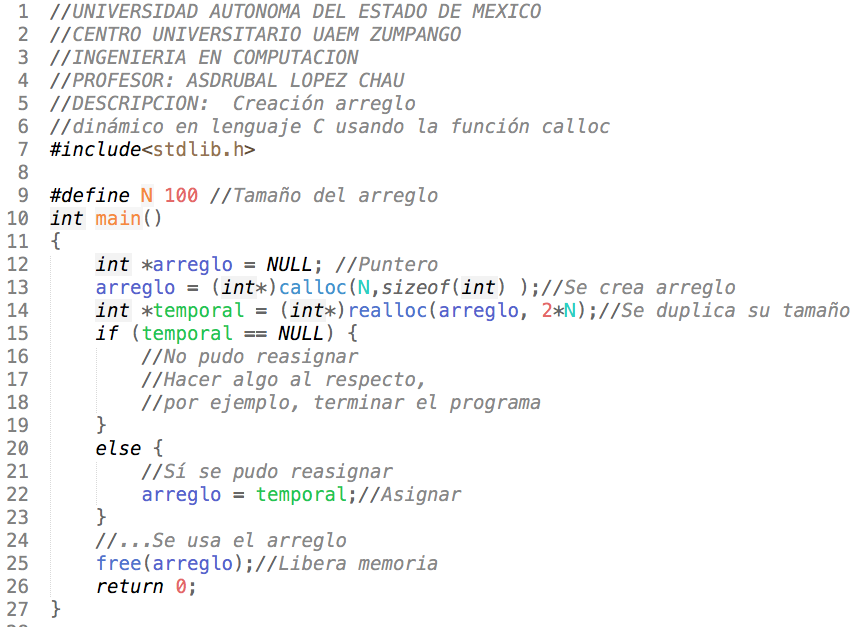 1 //UNIVERSIDAD AUTONOMA DEL ESTADO DE MEXICO
2 //CENTRO UNIVERSITARIO UAEM ZUMPANGO
3 //INGENIERIA EN COMPUTACION
4 //PROFESOR: ASDRUBAL LOPEZ CHAU
5 //DESCRIPCION:  Creación arreglo
6 //dinámico en lenguaje C usando la función calloc
7 #include<stdlib.h>
8
9 #define N 100 //Tamaño del arreglo
10 int main()
11 {
12     int *arreglo = NULL; //Puntero
13     arreglo = (int*)calloc(N,sizeof(int) );//Se crea arreglo
14     int *temporal = (int*)realloc(arreglo, 2*N);//Se duplica su tamaño
15     if (temporal == NULL) {
16         //No pudo reasignar
17         //Hacer algo al respecto,
18         //por ejemplo, terminar el programa
19     }
20     else {
21         //Sí se pudo reasignar
22         arreglo = temporal;//Asignar
23     }
24     //...Se usa el arreglo
25     free(arreglo);//Libera memoria
26     return 0;
27 }